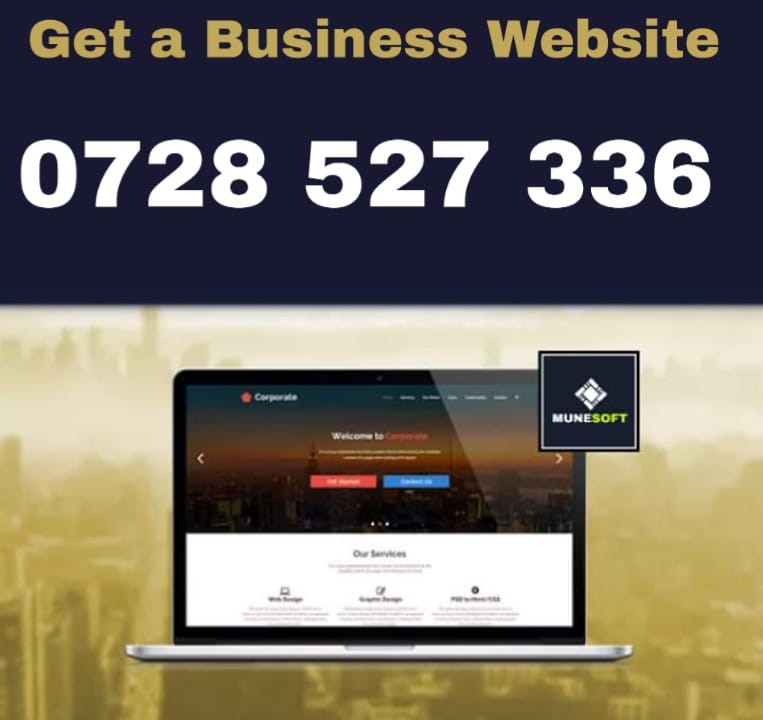 Get a Business Website
0728 527 336
Corporate
MUNESOFT
Welcome to Corporate
Get Started
Contact Us
Our Services
Web Design
Graphic Design
PSD to Html/CSS